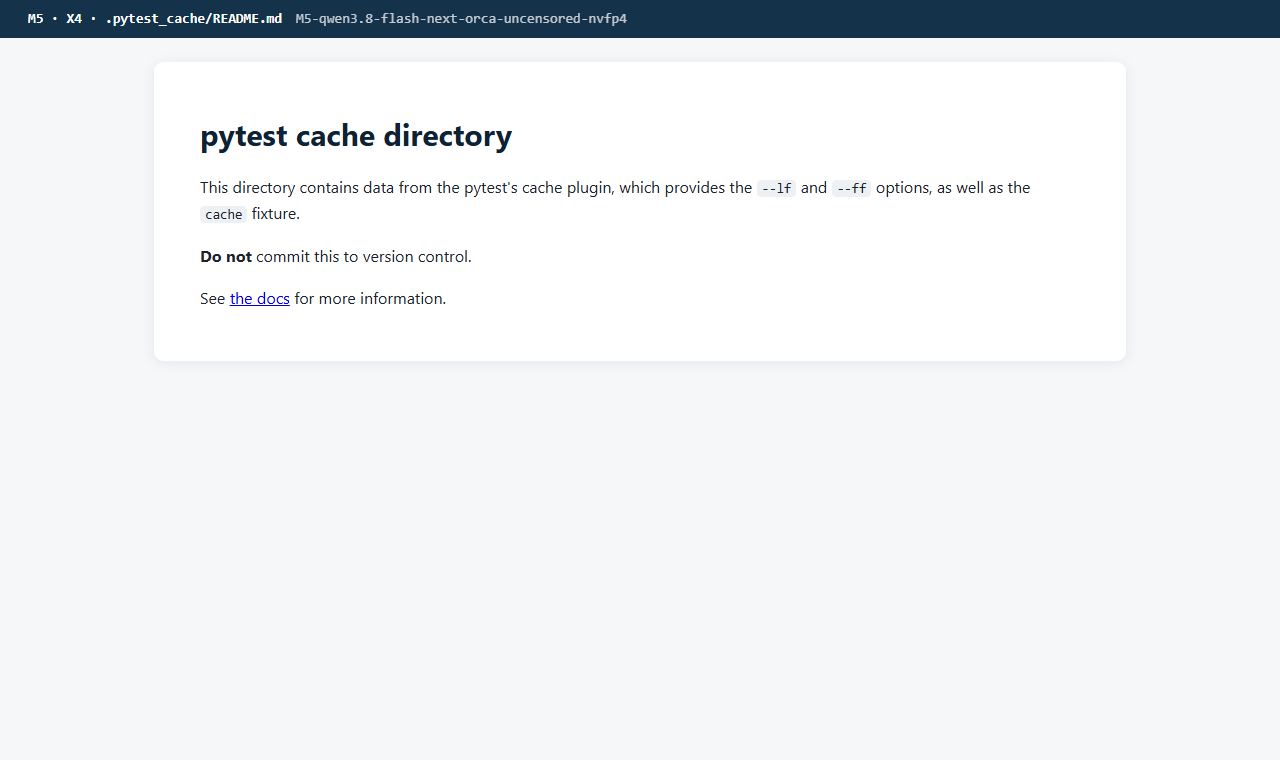 M5 · X4 · .pytest_cache/README.md M5-qwen3.8-flash-next-orca-uncensored-nvfp4
pytest cache directory
This directory contains data from the pytest's cache plugin, which provides the --lf and --ff options, as well as the
cache fixture.
Do not commit this to version control.
See the docs for more information.